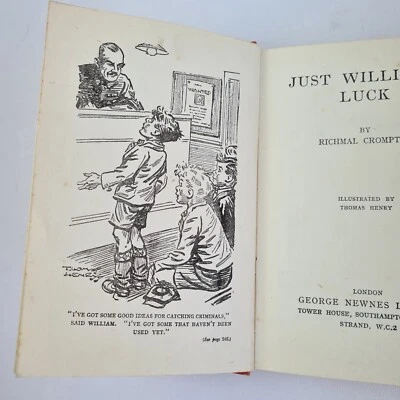 WANTED
THOMAS
HENRY
"I'VE GOT SOME GOOD IDEAS FOR CATCHING CRIMINALS,"
SAID WILLIAM. "I'VE GOT SOME THAT HAVEN'T BEEN
USED YET."
JUST WILLI
LUCK
BY
RICHMAL CROMPT
ILLUSTRATED BY
THOMAS HENRY
LONDON
GEORGE NEWNES L
TOWER HOUSE, SOUTHAMPTO
STRAND, W.C.2